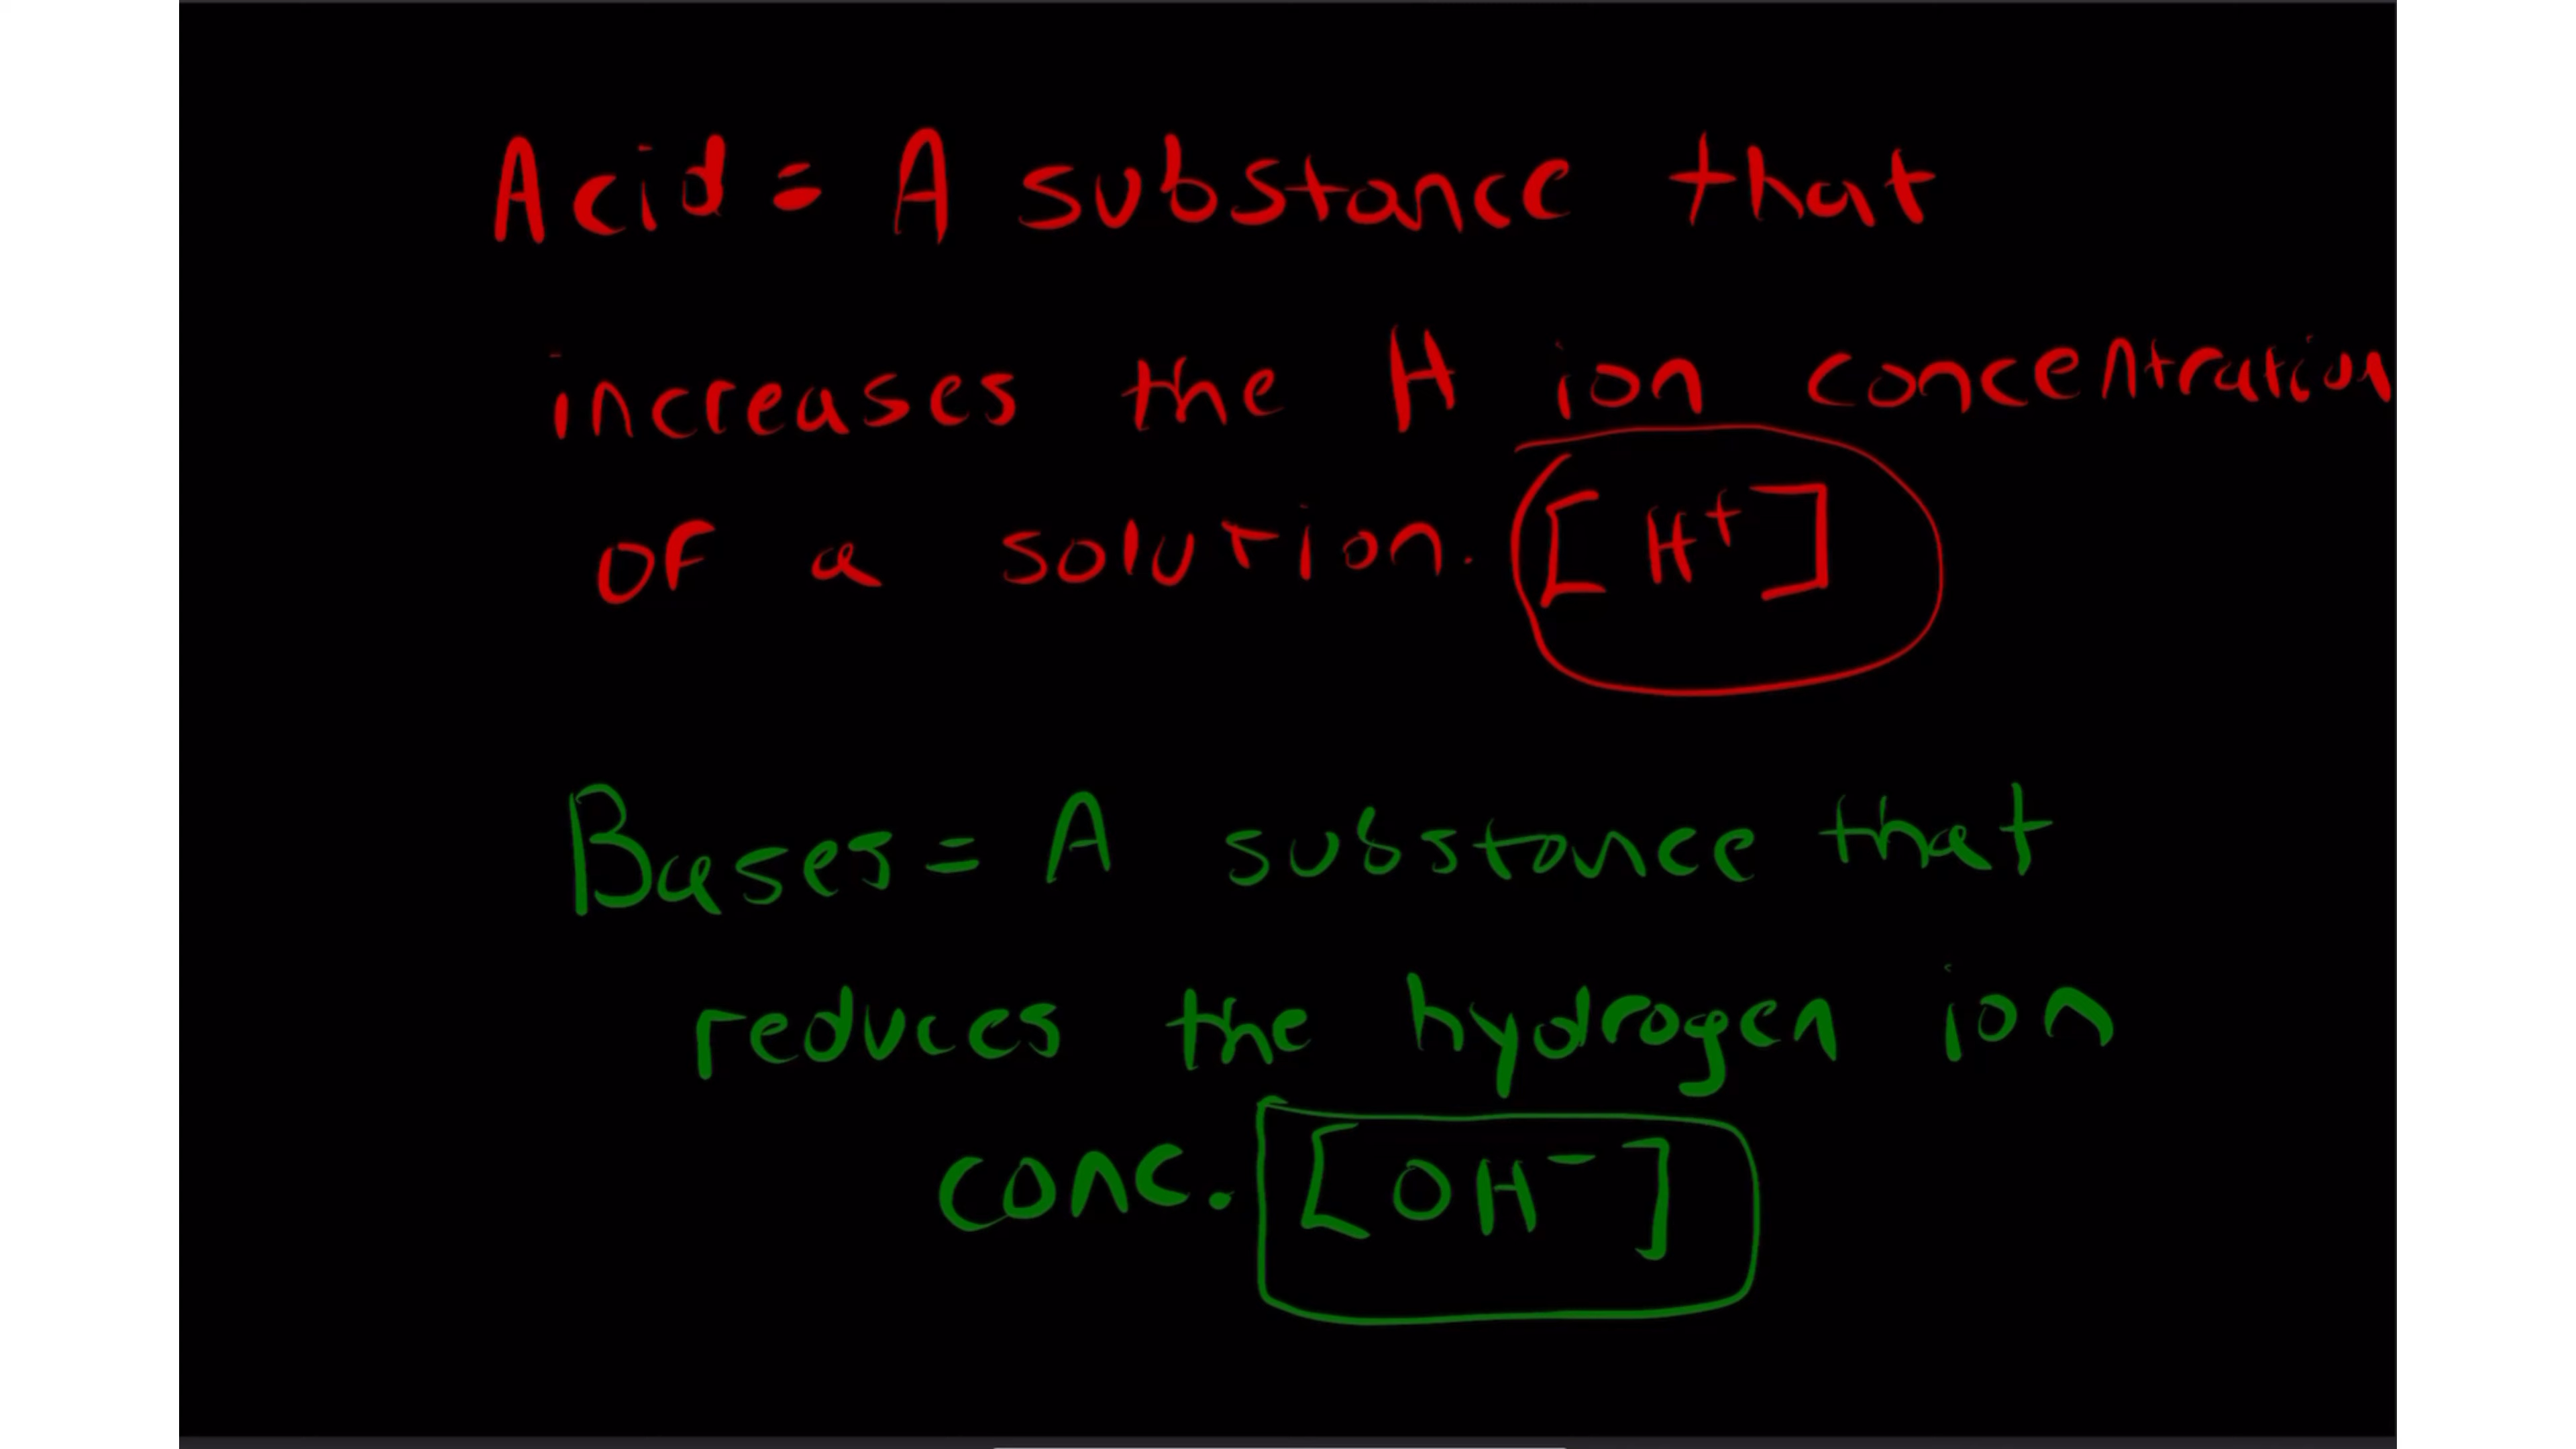 Acid = A substance that
increases the H ion concentration
of a solution. [H⁺]
Bases = A substance that
reduces the hydrogen ion
conc. [OH⁻]